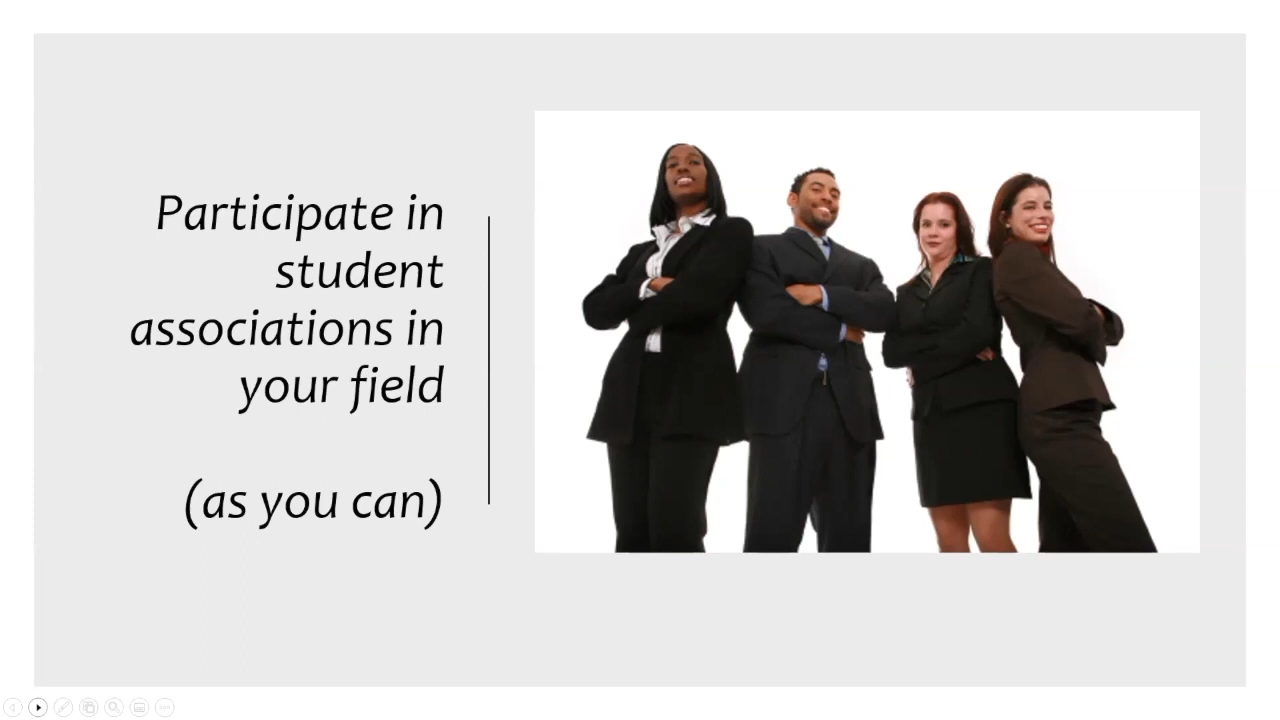 Participate in
student
associations in
your field
(as you can)